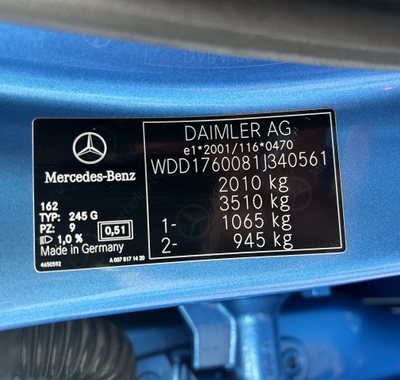 DAIMLER AG
e1*2001/116*0470
WDD1760081J340561
2010 kg
3510 kg
1- 1065 kg
2- 945 kg
Mercedes-Benz
162
TYP: 245 G
PZ: 9
1,0 % 0,51
Made in Germany
4650592
A 007 817 14 20